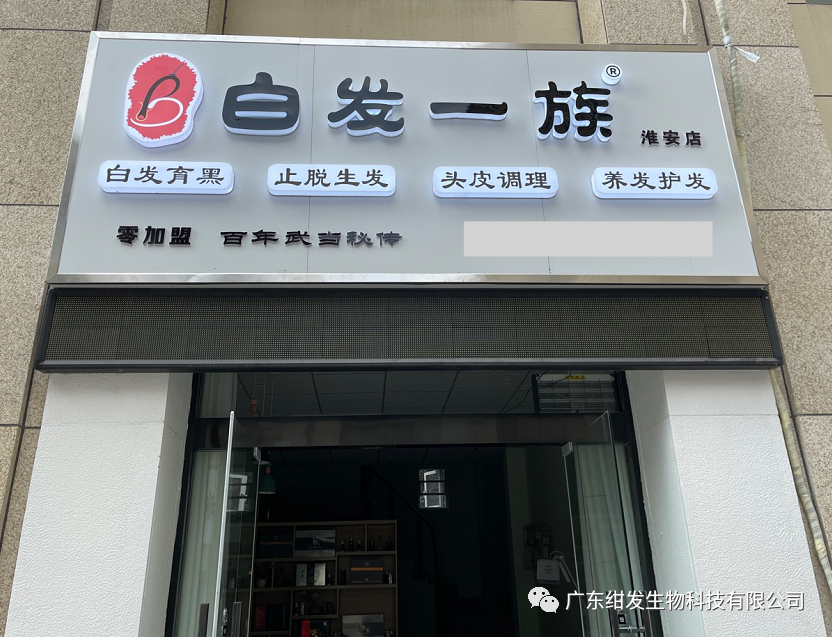 白发一族®
淮安店
白发育黑 止脱生发 头皮调理 养发护发
零加盟 百年武当秘传
广东绀发生物科技有限公司